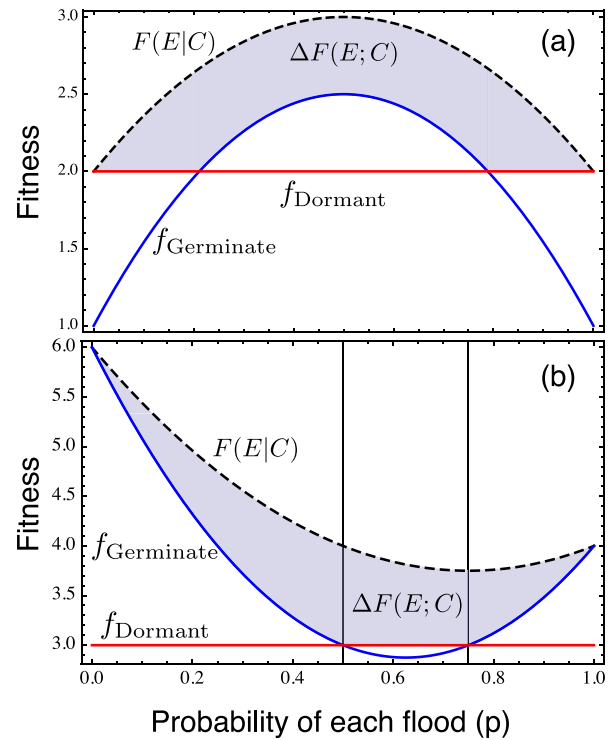 3.0
(a)
F(E|C)
ΔF(E;C)
2.5
Fitness
2.0
f_Dormant
1.5
f_Germinate
1.0
6.0
(b)
5.5
5.0
F(E|C)
4.5
Fitness
4.0
f_Germinate
3.5
ΔF(E;C)
f_Dormant
3.0
0.0 0.2 0.4 0.6 0.8 1.0
Probability of each flood (p)